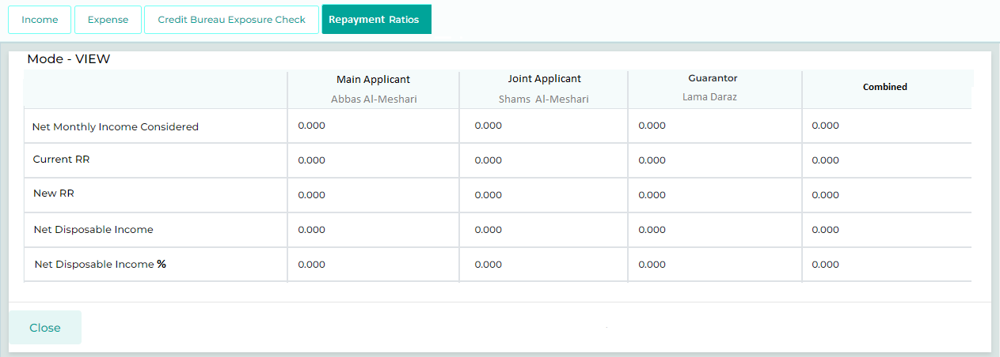 Income Expense Credit Bureau Exposure Check Repayment Ratios
Mode - VIEW
Main Applicant Joint Applicant Guarantor Combined
Abbas Al-Meshari Shams Al-Meshari Lama Daraz
Net Monthly Income Considered 0.000 0.000 0.000 0.000
Current RR 0.000 0.000 0.000 0.000
New RR 0.000 0.000 0.000 0.000
Net Disposable Income 0.000 0.000 0.000 0.000
Net Disposable Income % 0.000 0.000 0.000 0.000
Close